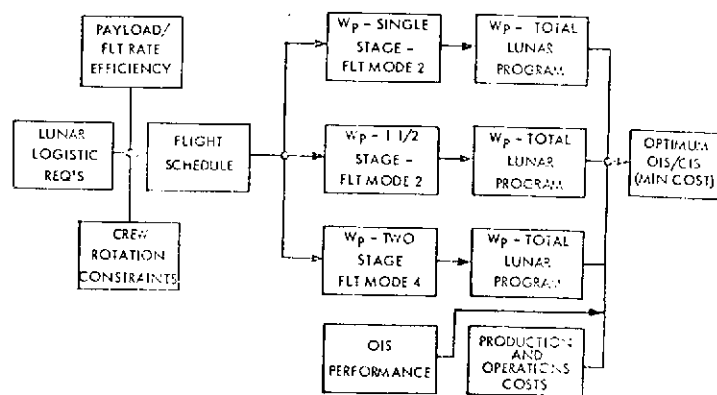 PAYLOAD/
FLT RATE
EFFICIENCY
LUNAR
LOGISTIC
REQ'S
CREW
ROTATION
CONSTRAINTS
FLIGHT
SCHEDULE
Wp - SINGLE
STAGE -
FLT MODE 2
Wp - TOTAL
LUNAR
PROGRAM
Wp - 1 1/2
STAGE -
FLT MODE 2
Wp - TOTAL
LUNAR
PROGRAM
Wp - TWO
STAGE
FLT MODE 4
Wp - TOTAL
LUNAR
PROGRAM
OIS
PERFORMANCE
PRODUCTION
AND
OPERATIONS
COSTS
OPTIMUM
OIS/CIS
(MIN COST)